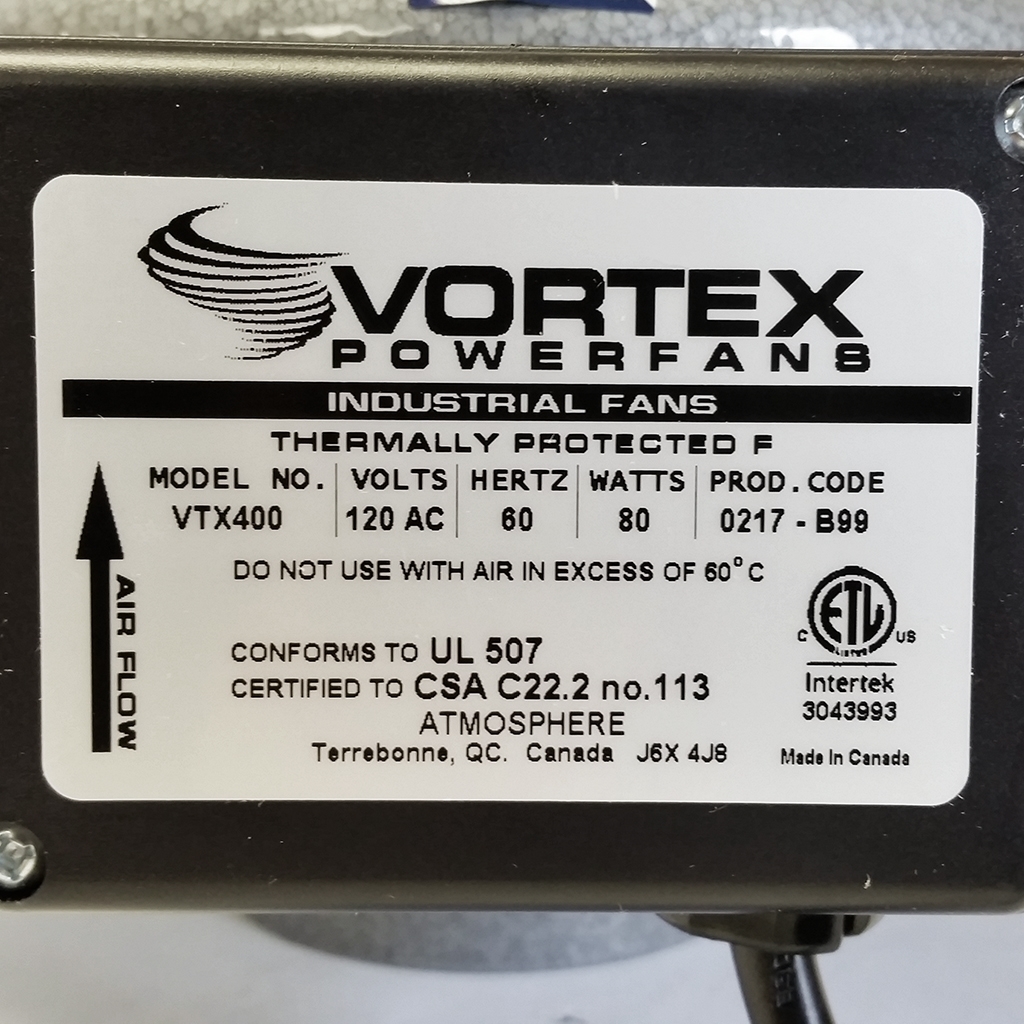 VORTEX
POWERFANS
INDUSTRIAL FANS
THERMALLY PROTECTED F
MODEL NO. VOLTS HERTZ WATTS PROD. CODE
VTX400 120 AC 60 80 0217 - B99
DO NOT USE WITH AIR IN EXCESS OF 60° C
AIR FLOW
CONFORMS TO UL 507
CERTIFIED TO CSA C22.2 no.113
ATMOSPHERE
Terrebonne, QC. Canada J6X 4J8
ETL
C US
LISTED
Intertek
3043993
Made In Canada